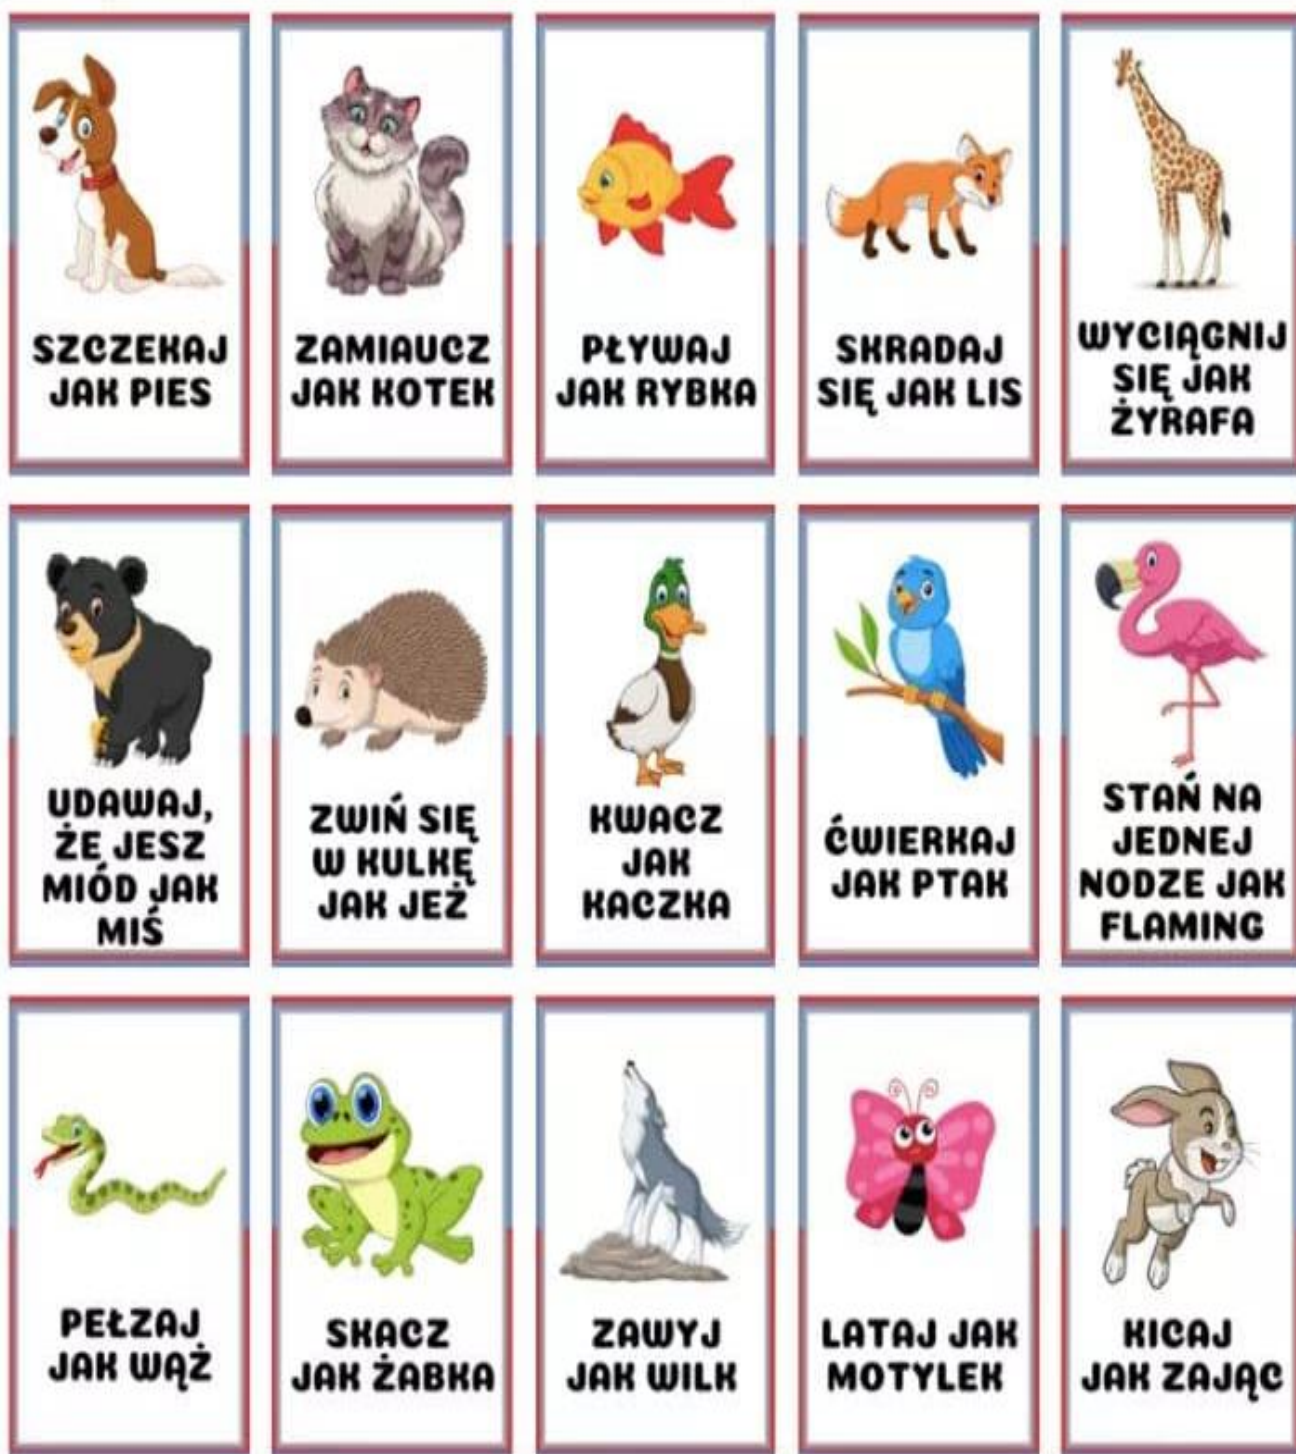 SZCZEKAJ
JAK PIES
ZAMIAUCZ
JAK KOTEK
PŁYWAJ
JAK RYBKA
SKRADAJ
SIĘ JAK LIS
WYCIĄGNIJ
SIĘ JAK
ŻYRAFA
UDAWAJ,
ŻE JESZ
MIÓD JAK
MIŚ
ZWIŃ SIĘ
W KULKĘ
JAK JEŻ
KWACZ
JAK
KACZKA
ĆWIERKAJ
JAK PTAK
STAŃ NA
JEDNEJ
NODZE JAK
FLAMING
PEŁZAJ
JAK WĄŻ
SKACZ
JAK ŻABKA
ZAWYJ
JAK WILK
LATAJ JAK
MOTYLEK
KICAJ
JAK ZAJĄC